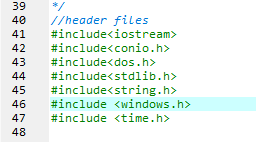 39 */
40 //header files
41 #include<iostream>
42 #include<conio.h>
43 #include<dos.h>
44 #include<stdlib.h>
45 #include<string.h>
46 #include <windows.h>
47 #include <time.h>
48